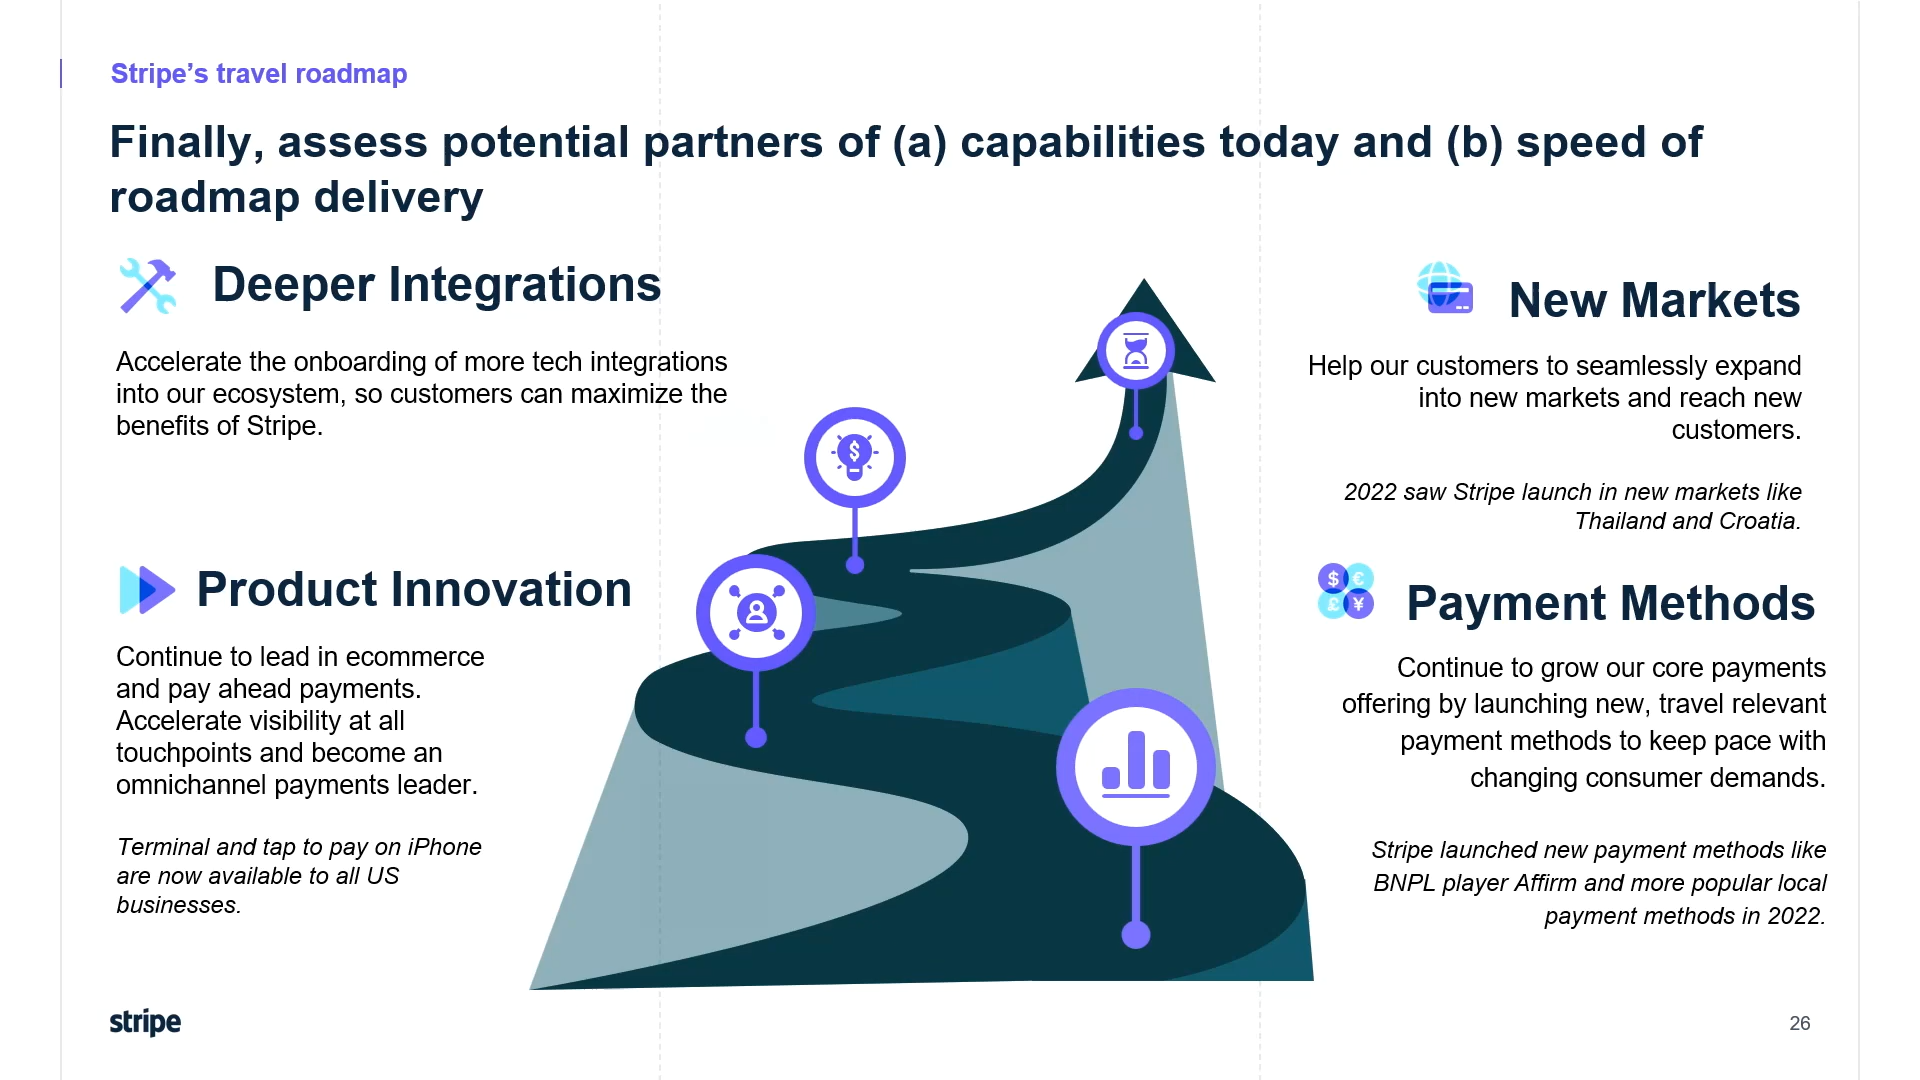 Stripe’s travel roadmap
Finally, assess potential partners of (a) capabilities today and (b) speed of
roadmap delivery
Deeper Integrations
Accelerate the onboarding of more tech integrations
into our ecosystem, so customers can maximize the
benefits of Stripe.
Product Innovation
Continue to lead in ecommerce
and pay ahead payments.
Accelerate visibility at all
touchpoints and become an
omnichannel payments leader.
Terminal and tap to pay on iPhone
are now available to all US
businesses.
New Markets
Help our customers to seamlessly expand
into new markets and reach new
customers.
2022 saw Stripe launch in new markets like
Thailand and Croatia.
$ €
£ ¥
Payment Methods
Continue to grow our core payments
offering by launching new, travel relevant
payment methods to keep pace with
changing consumer demands.
Stripe launched new payment methods like
BNPL player Affirm and more popular local
payment methods in 2022.
$
stripe
26